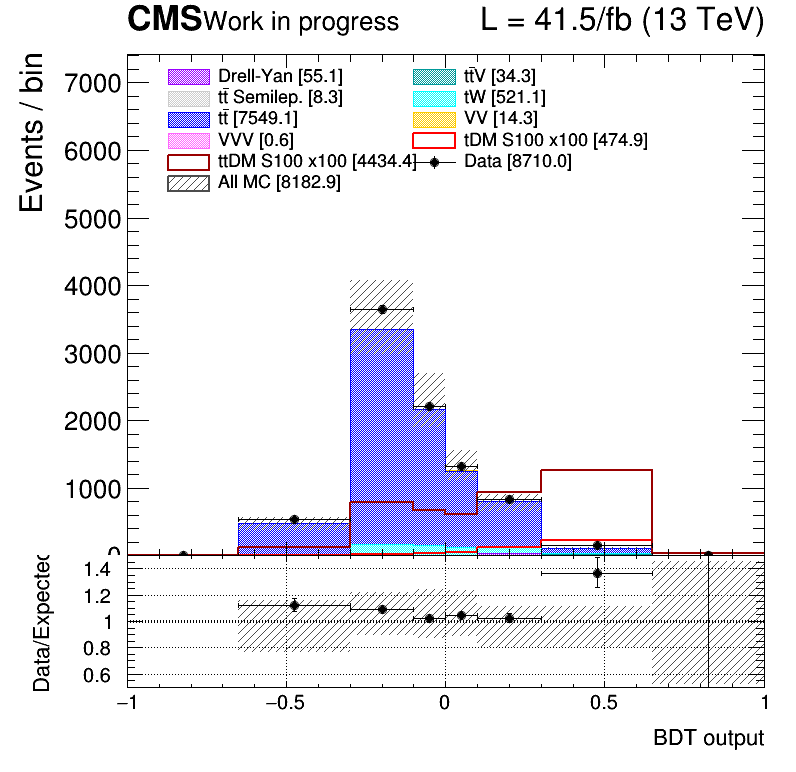 CMS Work in progress L = 41.5/fb (13 TeV)
Events / bin
7000
6000
5000
4000
3000
2000
1000
0
Drell-Yan [55.1] tt̄V [34.3]
tt̄ Semilep. [8.3] tW [521.1]
tt̄ [7549.1] VV [14.3]
VVV [0.6] tDM S100 x100 [474.9]
ttDM S100 x100 [4434.4] Data [8710.0]
All MC [8182.9]
Data/Expected
1.4
1.2
1
0.8
0.6
−1 −0.5 0 0.5 1
BDT output